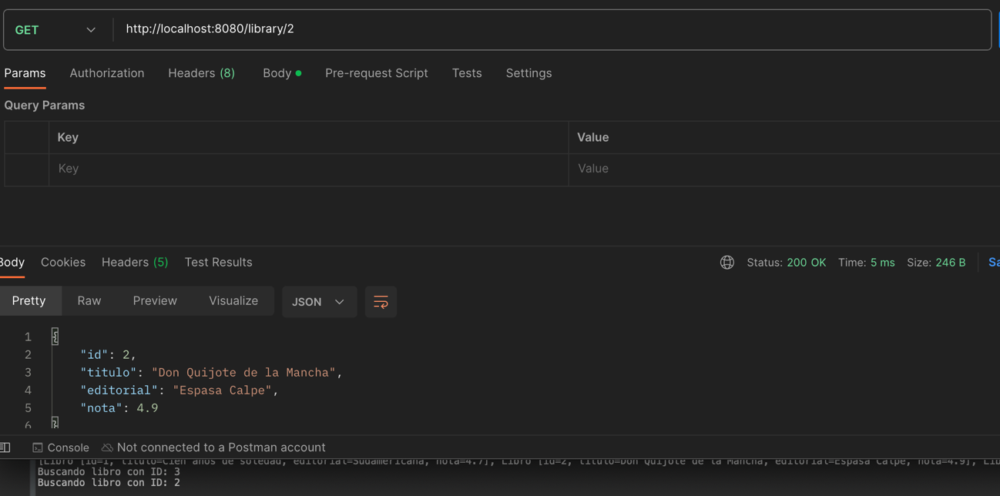 GET http://localhost:8080/library/2
Params Authorization Headers (8) Body Pre-request Script Tests Settings
Query Params
Key Value
Key Value
Body Cookies Headers (5) Test Results Status: 200 OK Time: 5 ms Size: 246 B Sa
Pretty Raw Preview Visualize JSON
1 {
2 "id": 2,
3 "titulo": "Don Quijote de la Mancha",
4 "editorial": "Espasa Calpe",
5 "nota": 4.9
6 }
Console Not connected to a Postman account
[Libro [id=1, titulo=Cien años de soledad, editorial=Sudamericana, nota=4.7], Libro [id=2, titulo=Don Quijote de la Mancha, editorial=Espasa Calpe, nota=4.9], Lib
Buscando libro con ID: 3
Buscando libro con ID: 2